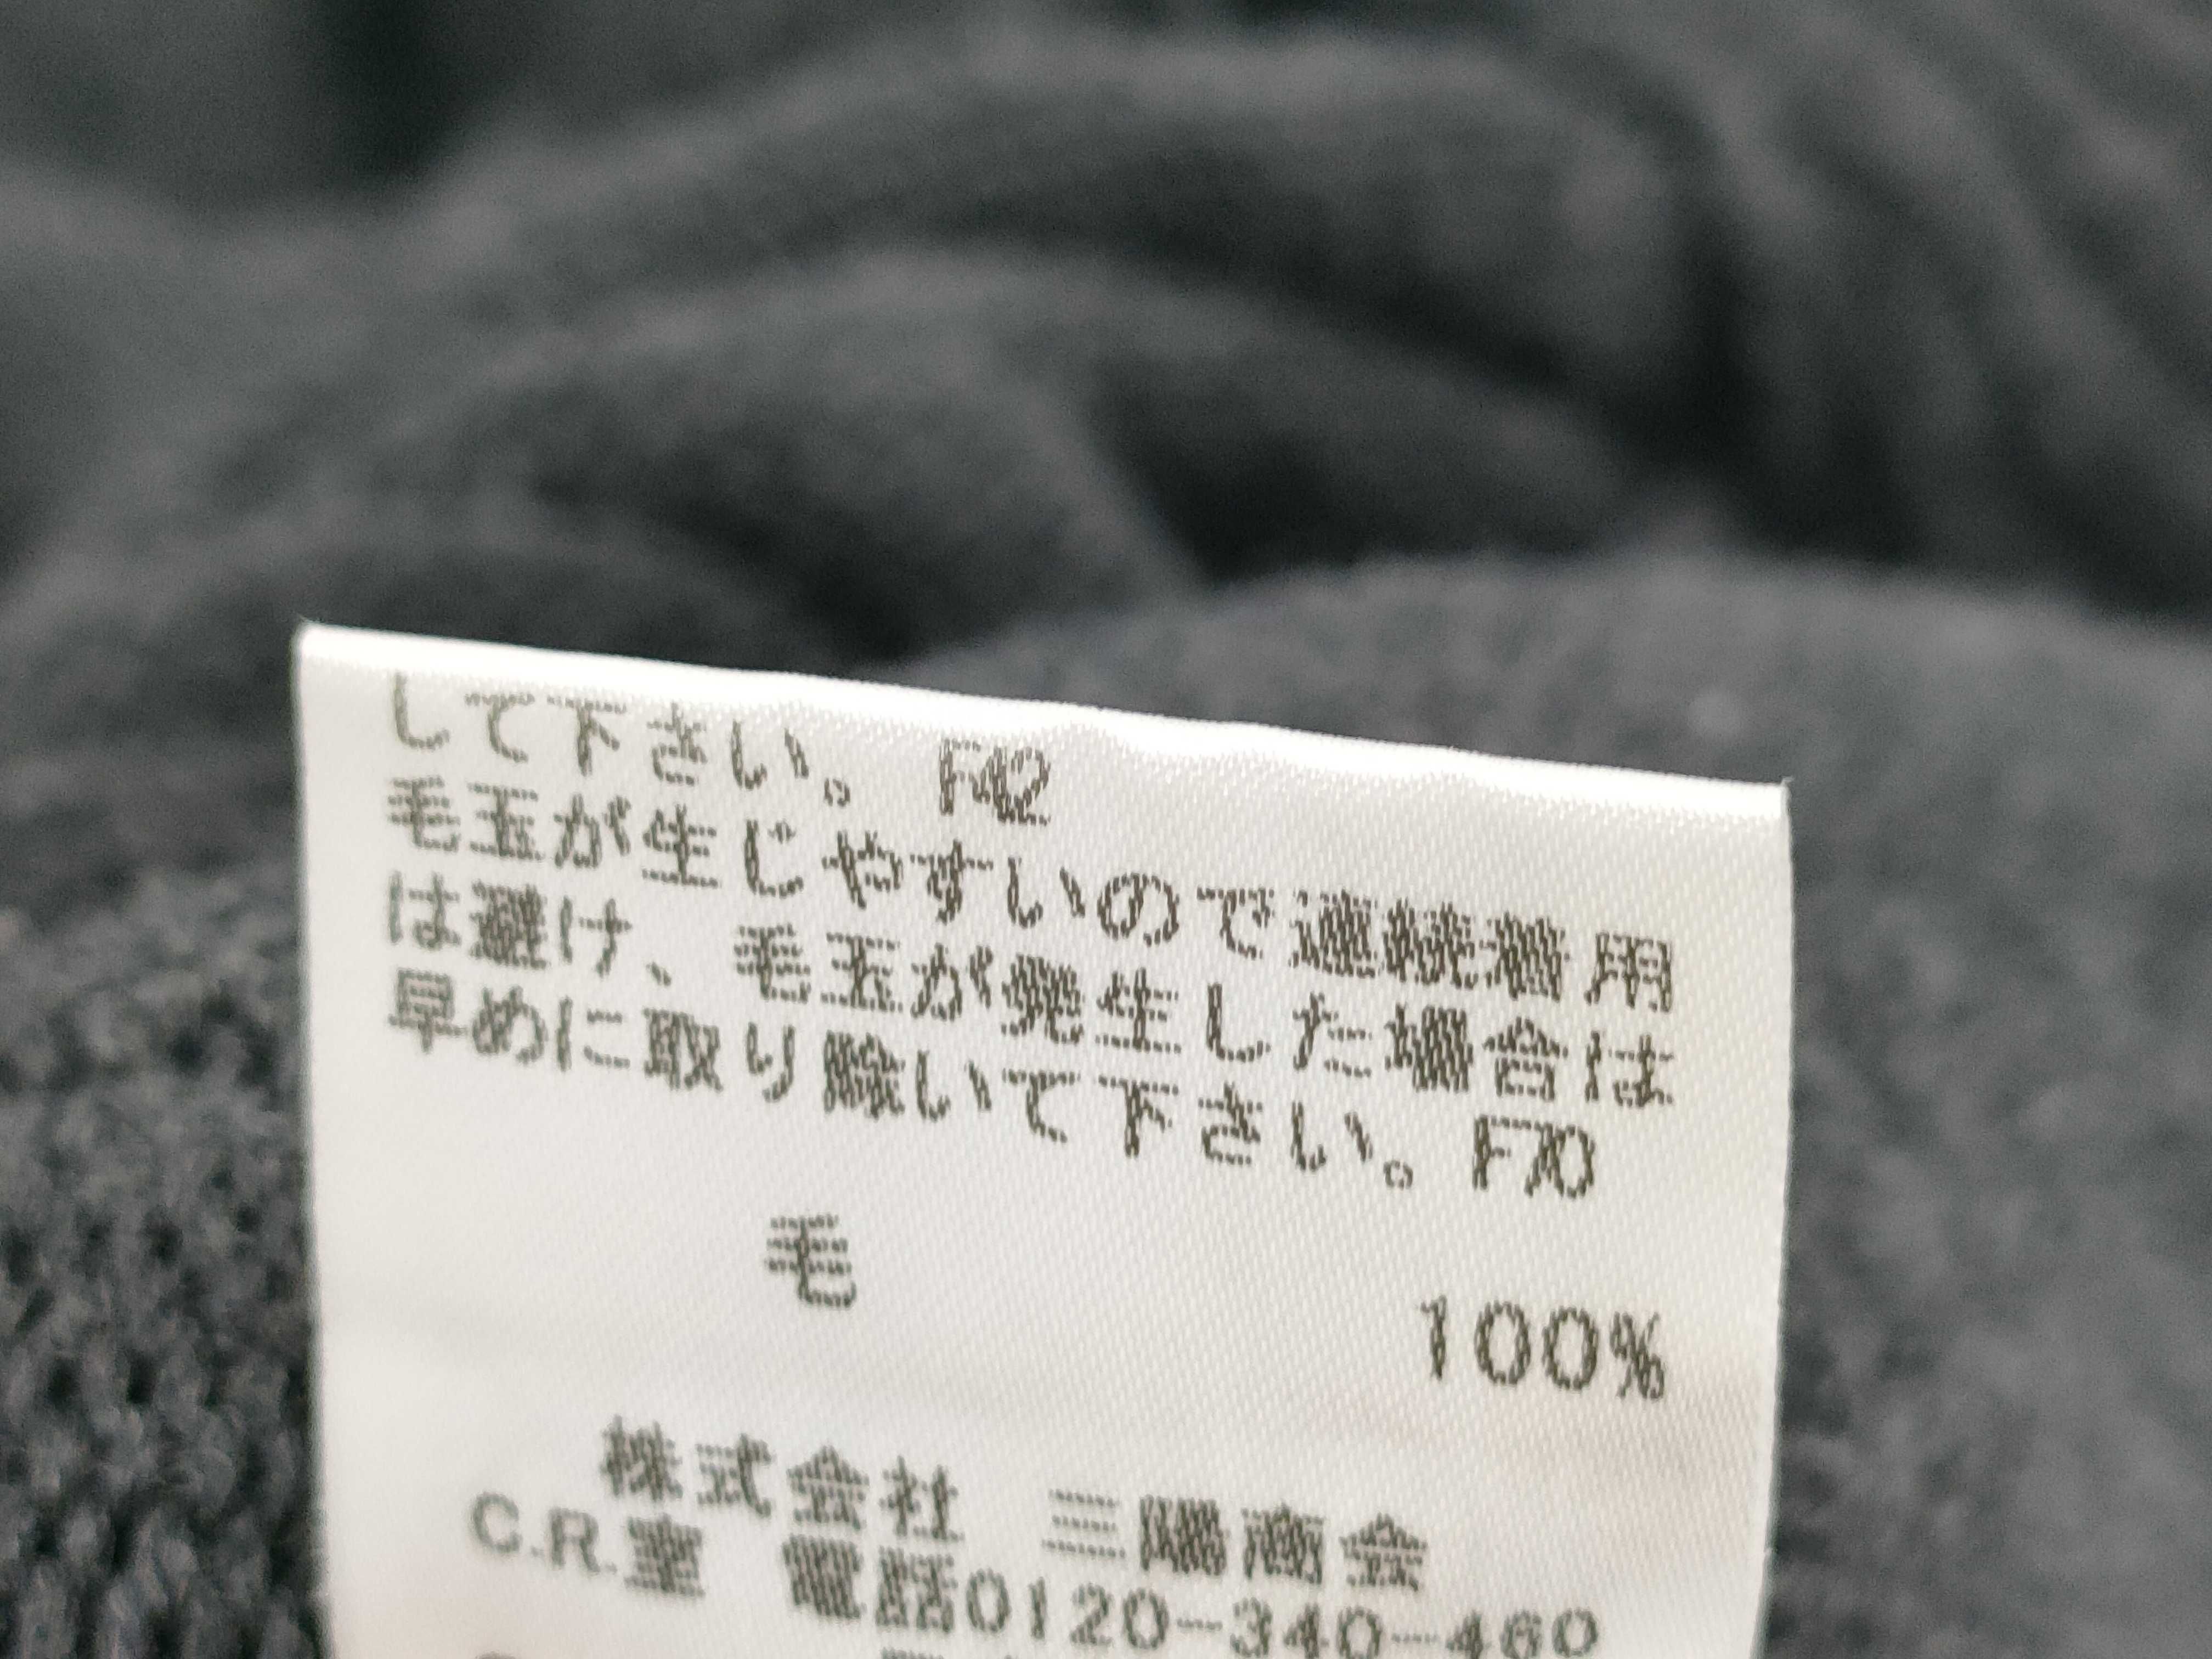 して下さい。 F42
毛玉が生じやすいので連続着用
は避け、毛玉が発生した場合は
早めに取り除いて下さい。 F70
毛
100%
株式会社 三陽商会
C.R.室 電話0120-340-460